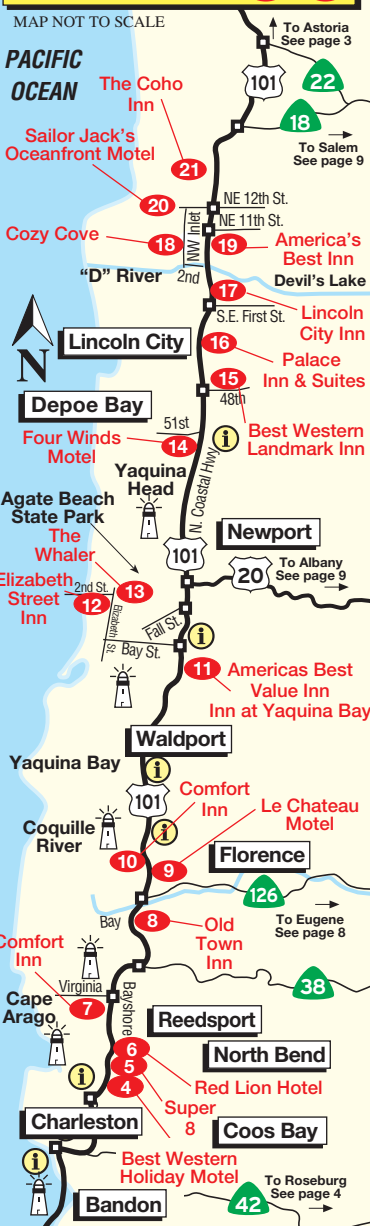 MAP NOT TO SCALE
To Astoria
See page 3
PACIFIC
OCEAN
101
22
The Coho
Inn
18
To Salem
See page 9
Sailor Jack's
Oceanfront Motel
21
20
NE 12th St.
NW Inlet
NE 11th St.
Cozy Cove
18
19
America's
Best Inn
"D" River
2nd
Devil's Lake
17
Lincoln
City Inn
S.E. First St.
N
Lincoln City
16
Palace
Inn & Suites
15
48th
Depoe Bay
Best Western
Landmark Inn
51st
Four Winds
Motel
14
i
N. Coastal Hwy
Yaquina
Head
Agate Beach
State Park
Newport
The
Whaler
101
To Albany
See page 9
20
Elizabeth
Street
Inn
2nd St.
12
13
Elizabeth St.
Fall St.
Bay St.
i
11
Americas Best
Value Inn
Inn at Yaquina Bay
Waldport
Yaquina Bay
i
101
Comfort
Inn
Le Chateau
Motel
i
Coquille
River
10
9
Florence
126
Bay
8
Old
Town
Inn
To Eugene
See page 8
Comfort
Inn
38
Virginia
7
Bayshore
Cape
Arago
Reedsport
6
North Bend
5
4
Red Lion Hotel
Super
8
i
Charleston
Coos Bay
Best Western
Holiday Motel
i
To Roseburg
See page 4
42
Bandon